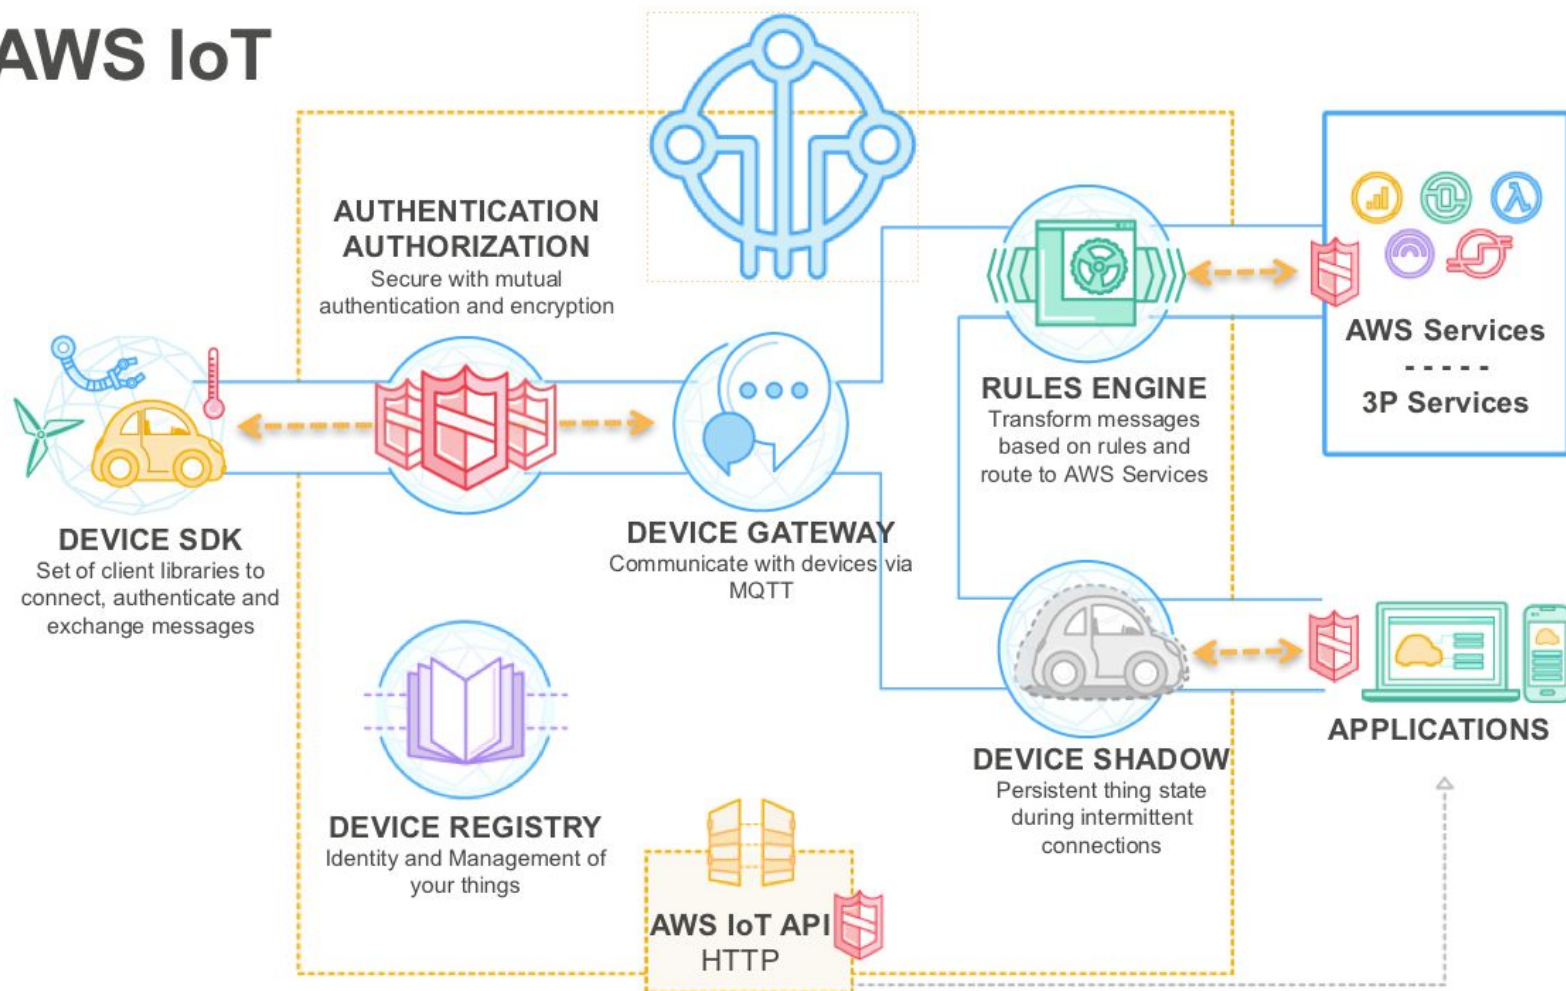 AWS IoT
AUTHENTICATION
AUTHORIZATION
Secure with mutual
authentication and encryption
DEVICE SDK
Set of client libraries to
connect, authenticate and
exchange messages
DEVICE GATEWAY
Communicate with devices via
MQTT
RULES ENGINE
Transform messages
based on rules and
route to AWS Services
AWS Services
- - - - -
3P Services
DEVICE REGISTRY
Identity and Management of
your things
DEVICE SHADOW
Persistent thing state
during intermittent
connections
APPLICATIONS
AWS IoT API
HTTP